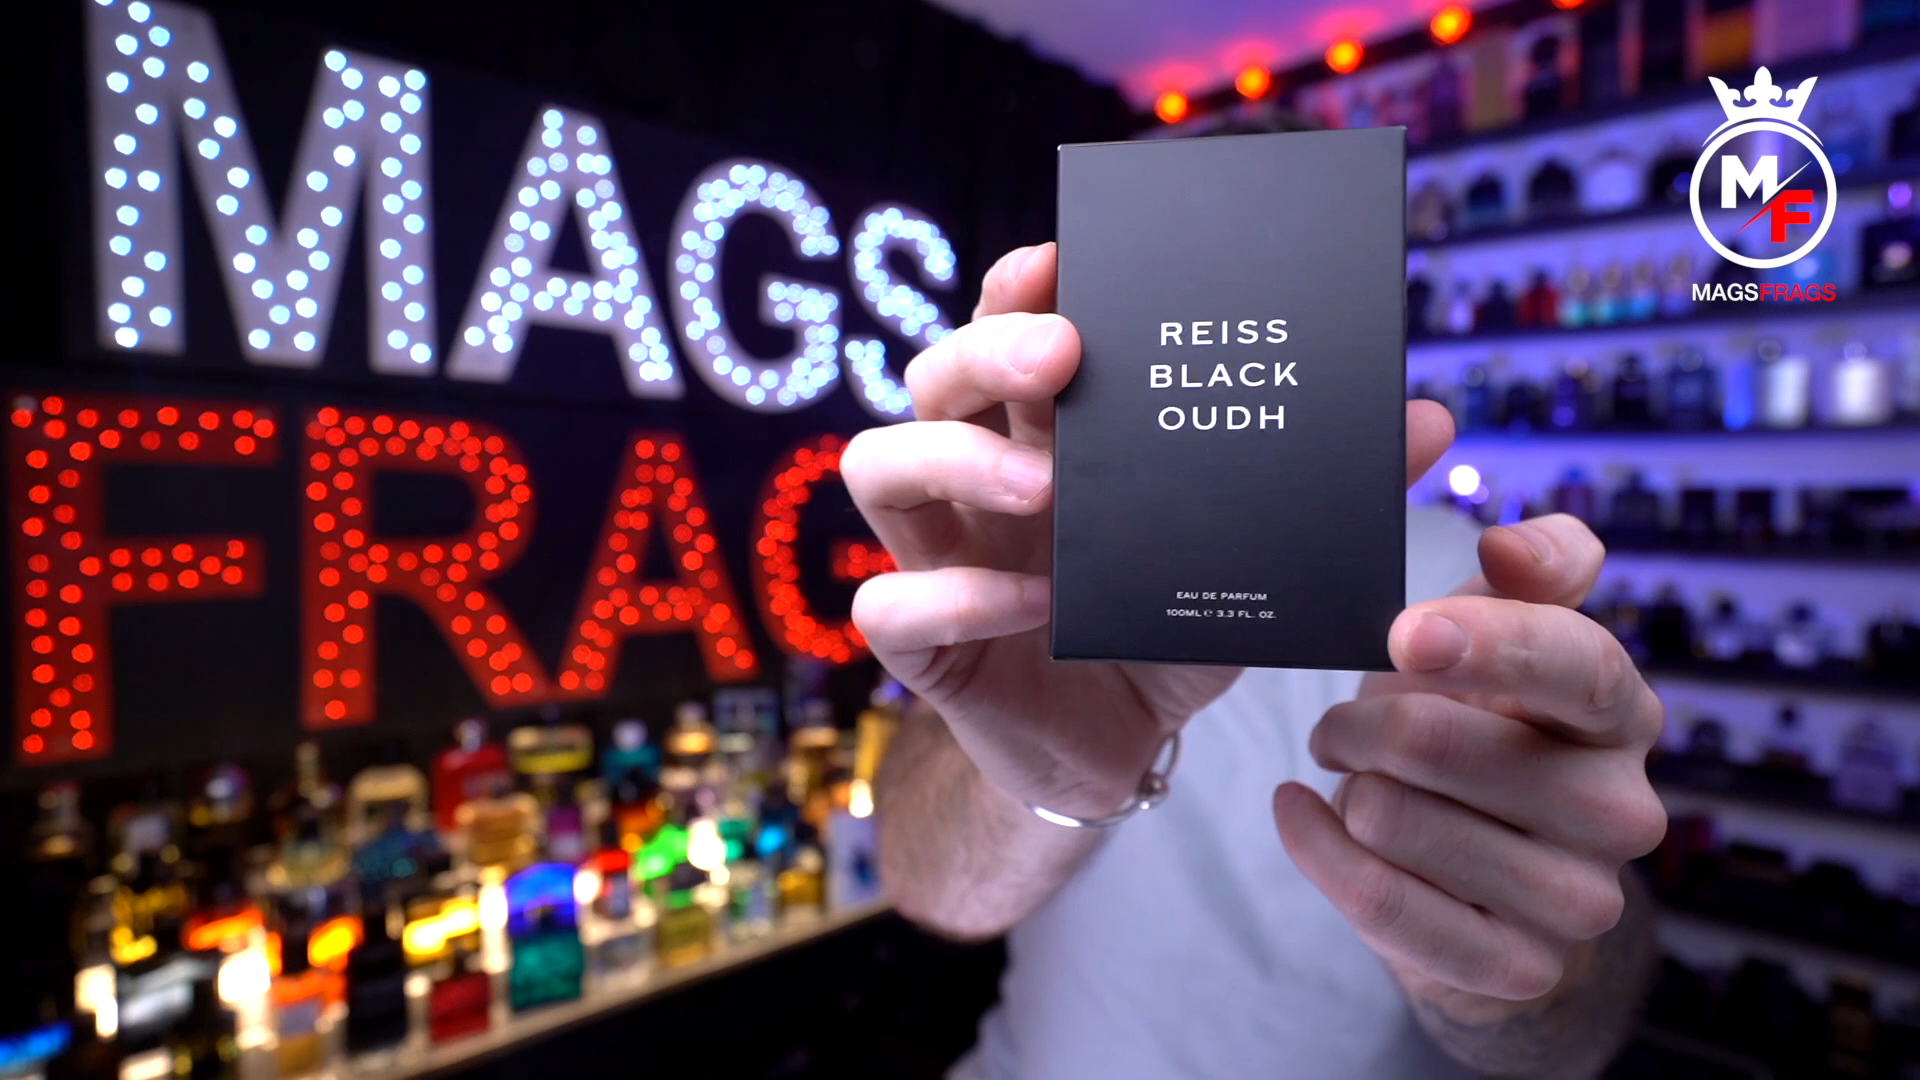 MAGS
FRAG
REISS
BLACK
OUDH
EAU DE PARFUM
100ML e 3.3 FL. OZ.
MF
MAGSFRAGS